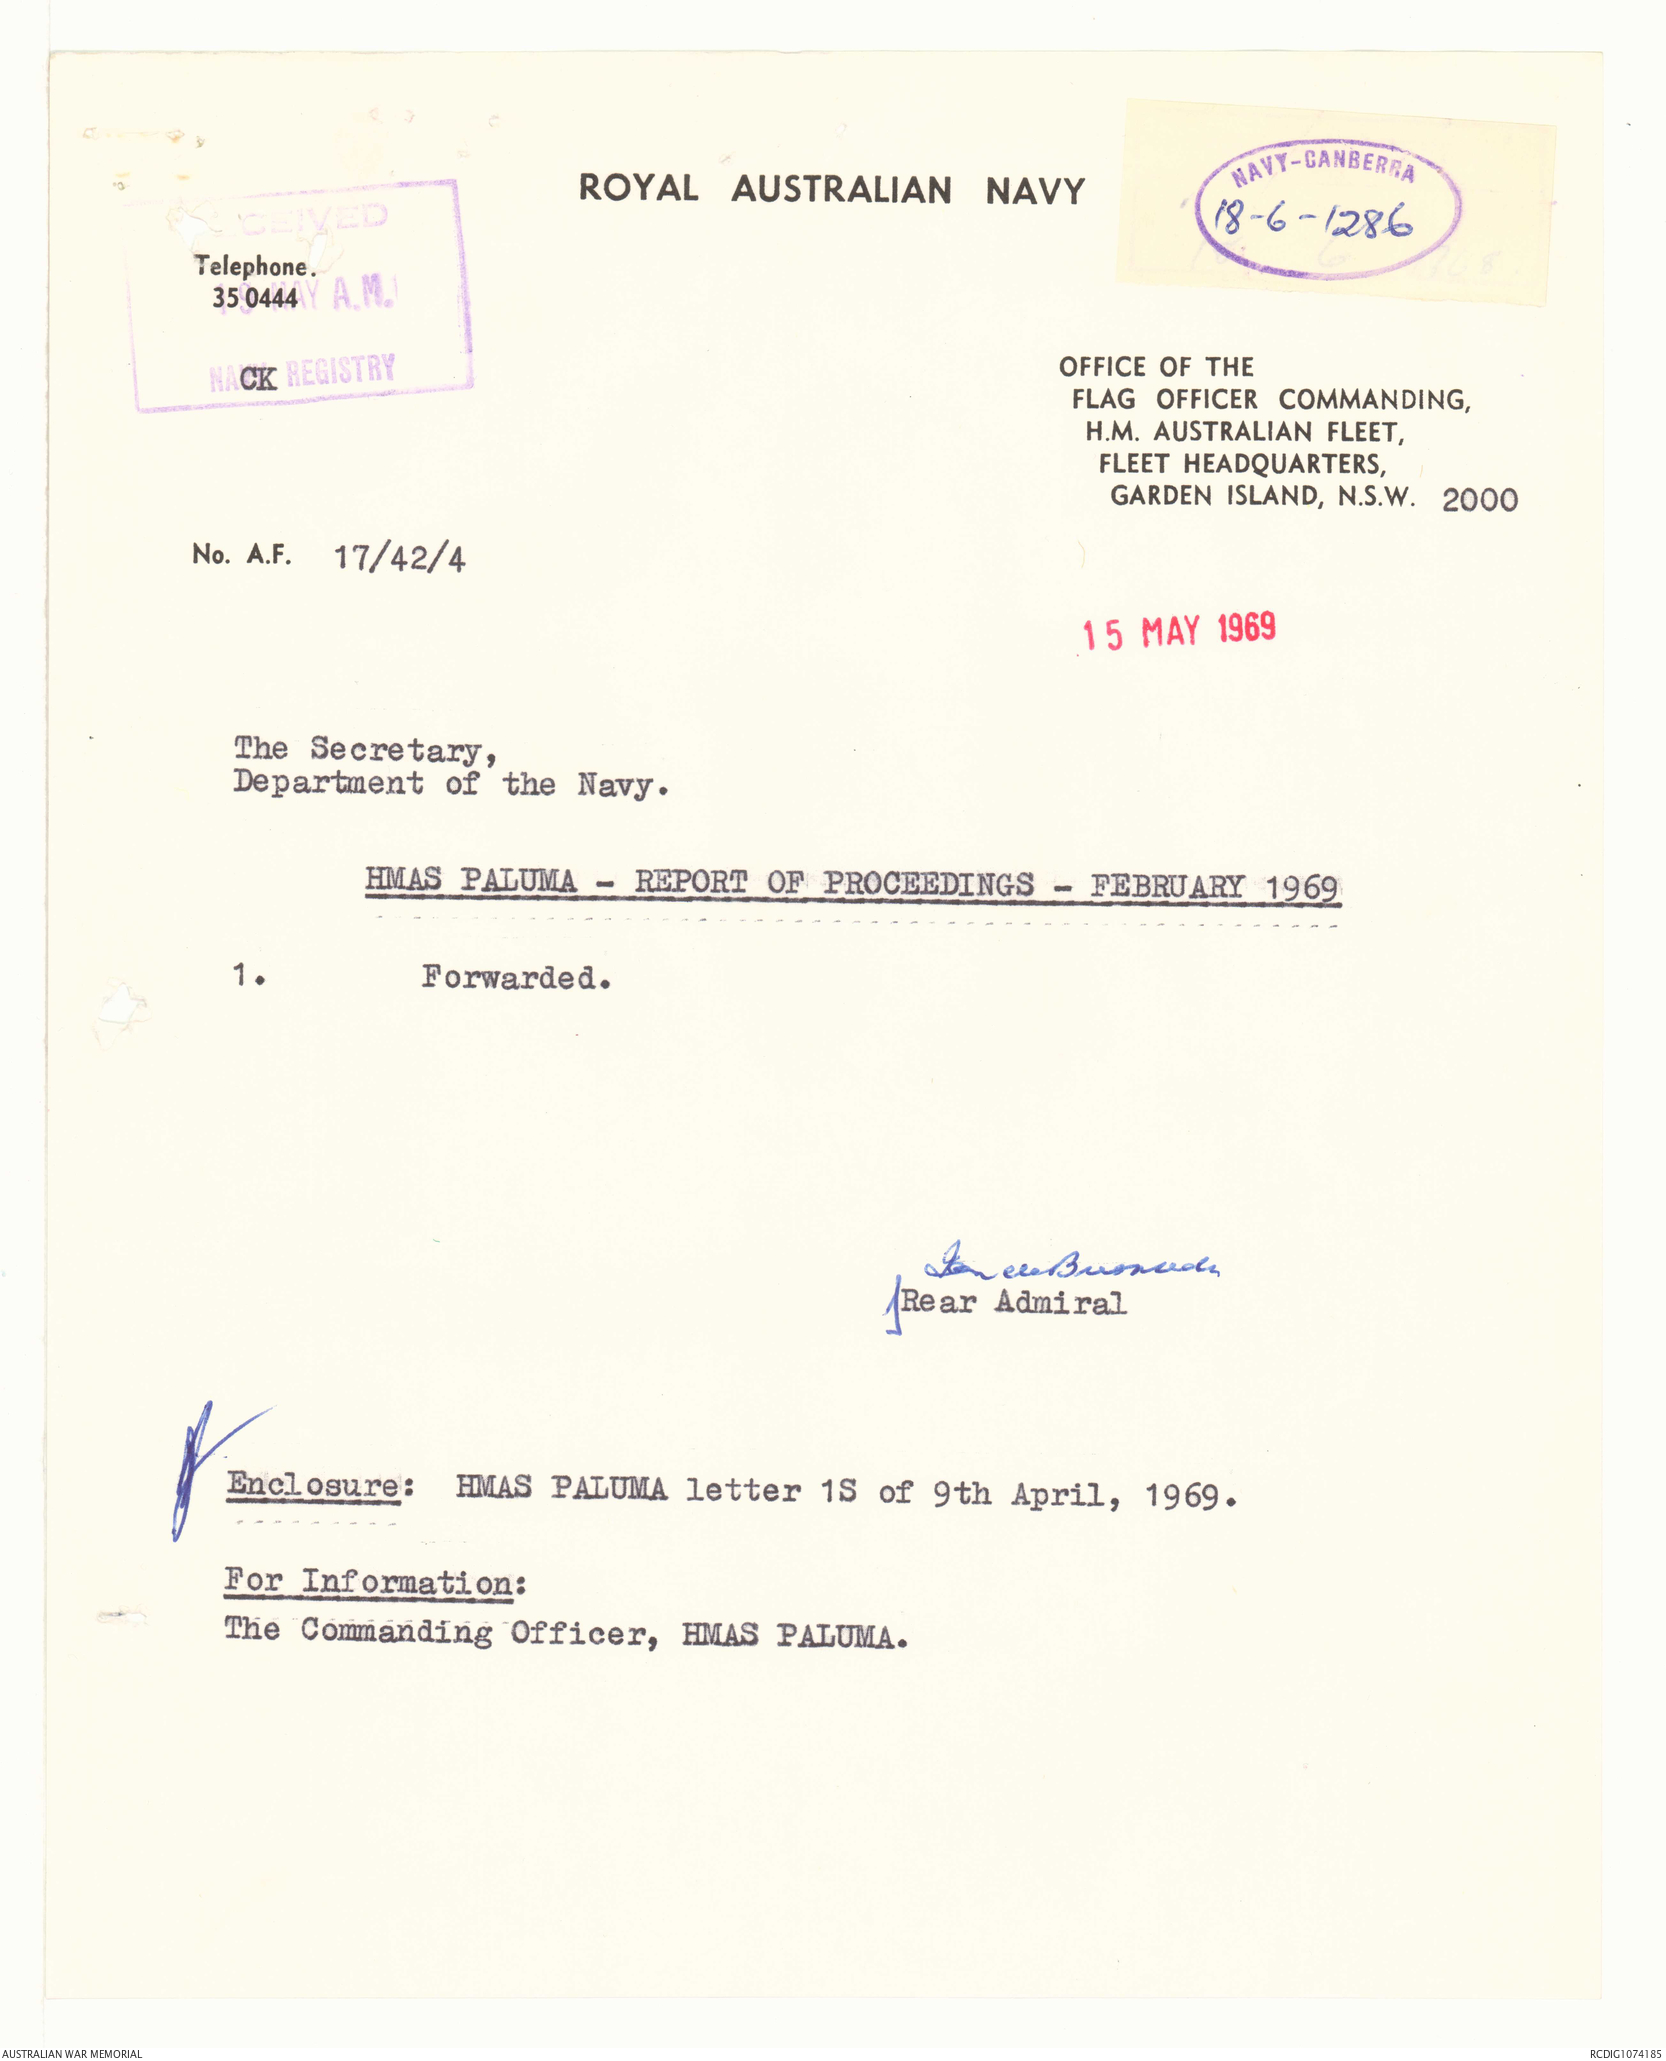 ROYAL AUSTRALIAN NAVY
NAVY-CANBERRA
18-6-1286
RECEIVED
Telephone.
35 0444
19 MAY A.M.
NAVY REGISTRY
CK
OFFICE OF THE
FLAG OFFICER COMMANDING,
H.M. AUSTRALIAN FLEET,
FLEET HEADQUARTERS,
GARDEN ISLAND, N.S.W. 2000
No. A.F. 17/42/4
15 MAY 1969
The Secretary,
Department of the Navy.
HMAS PALUMA - REPORT OF PROCEEDINGS - FEBRUARY 1969
1. Forwarded.
Rear Admiral
Enclosure: HMAS PALUMA letter 1S of 9th April, 1969.
For Information:
The Commanding Officer, HMAS PALUMA.
AUSTRALIAN WAR MEMORIAL
RCDIG1074185